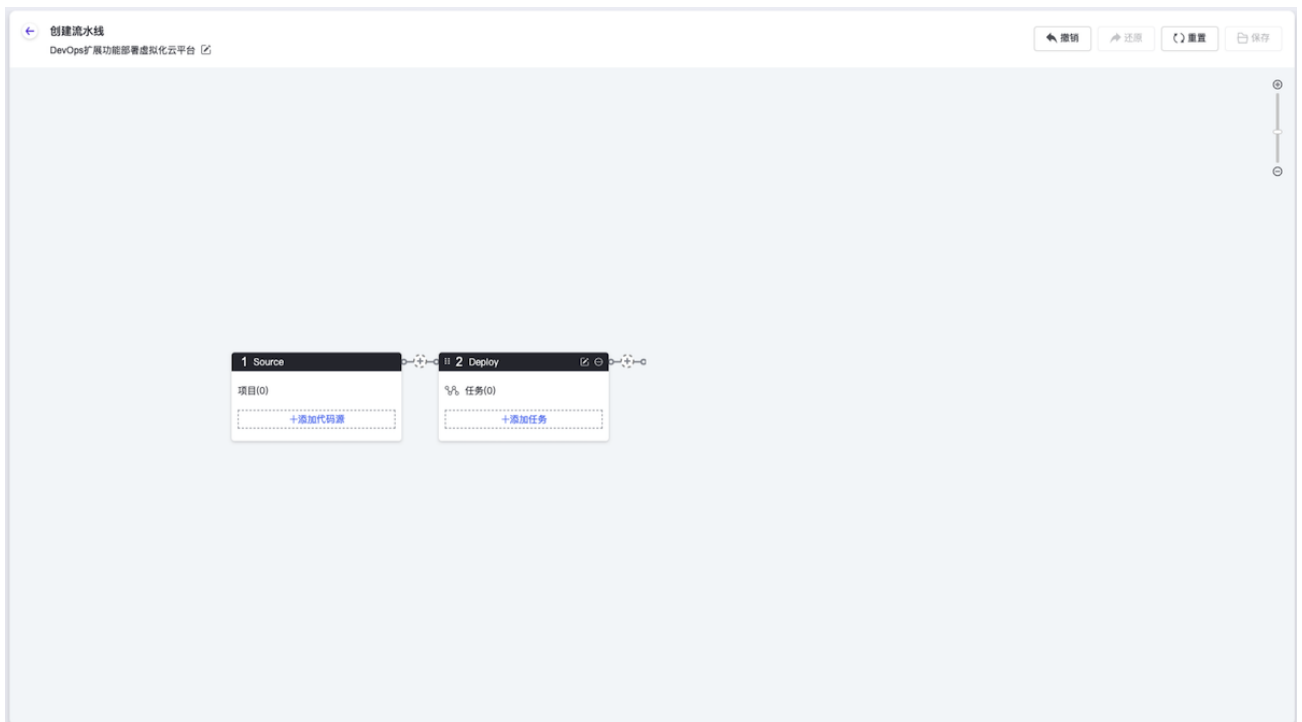 创建流水线
DevOps扩展功能部署虚拟化云平台
撤销 还原 重置 保存
1 Source
项目(0)
+添加代码源
2 Deploy
任务(0)
+添加任务